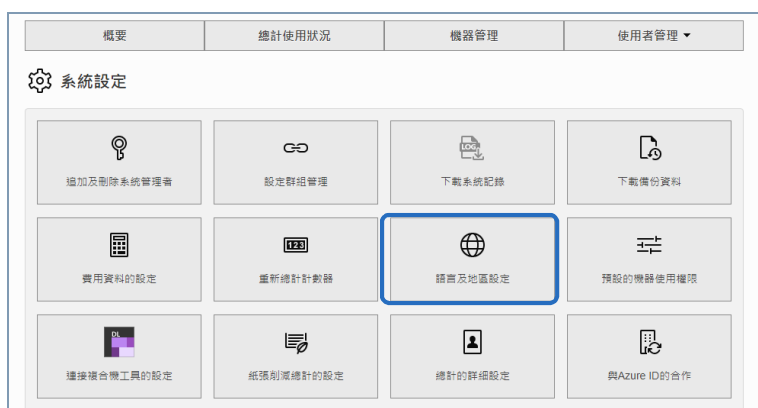 概要
總計使用狀況
機器管理
使用者管理
系統設定
追加及刪除系統管理者
設定群組管理
LOG
下載系統記錄
下載備份資料
費用資料的設定
123
重新總計計數器
語言及地區設定
預設的機器使用權限
DL
連接複合機工具的設定
紙張削減總計的設定
總計的詳細設定
與Azure ID的合作